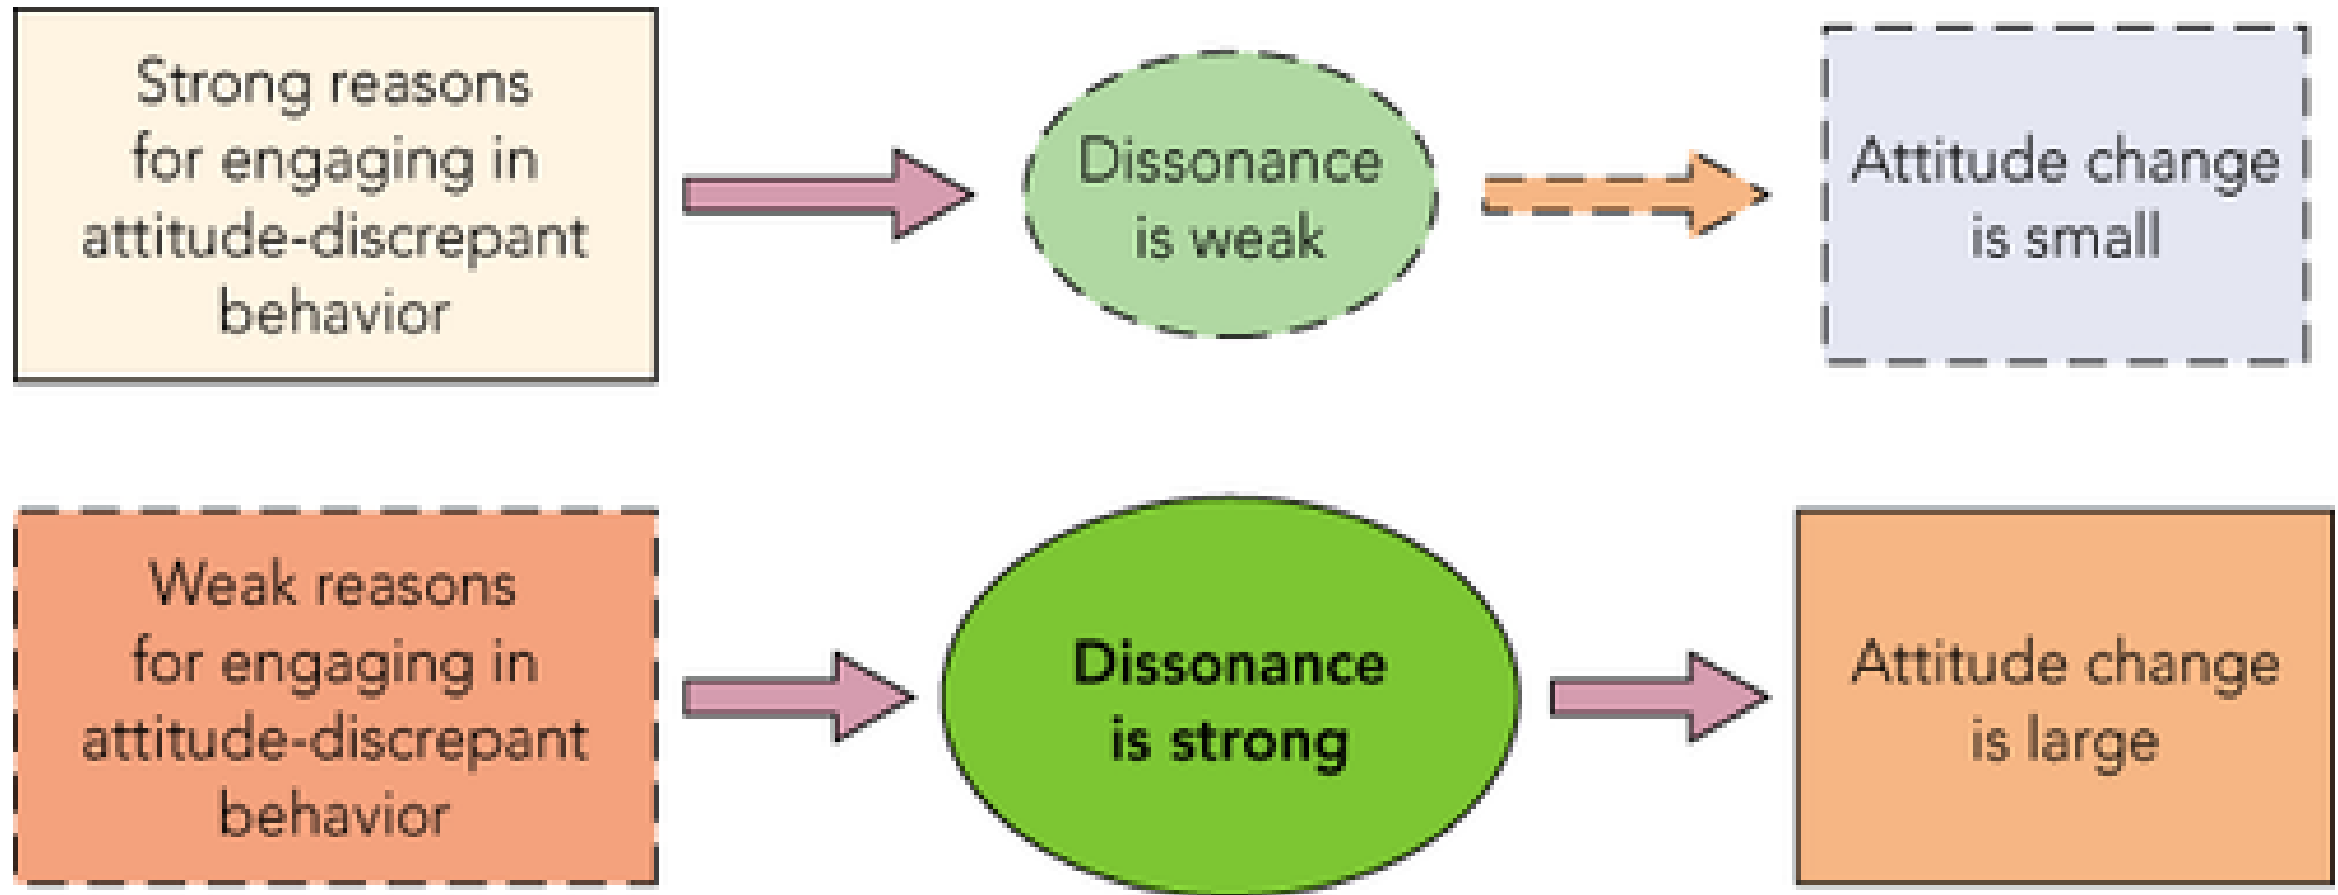 Strong reasons
for engaging in
attitude-discrepant
behavior
Dissonance
is weak
Attitude change
is small
Weak reasons
for engaging in
attitude-discrepant
behavior
Dissonance
is strong
Attitude change
is large